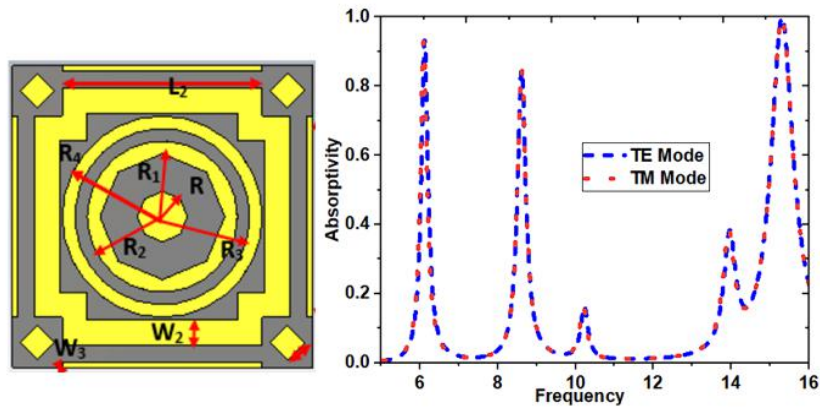 L2
R4
R1
R
R2
R3
W2
W3
Absorptivity
1.0
0.8
0.6
0.4
0.2
0.0
TE Mode
TM Mode
6 8 10 12 14 16
Frequency